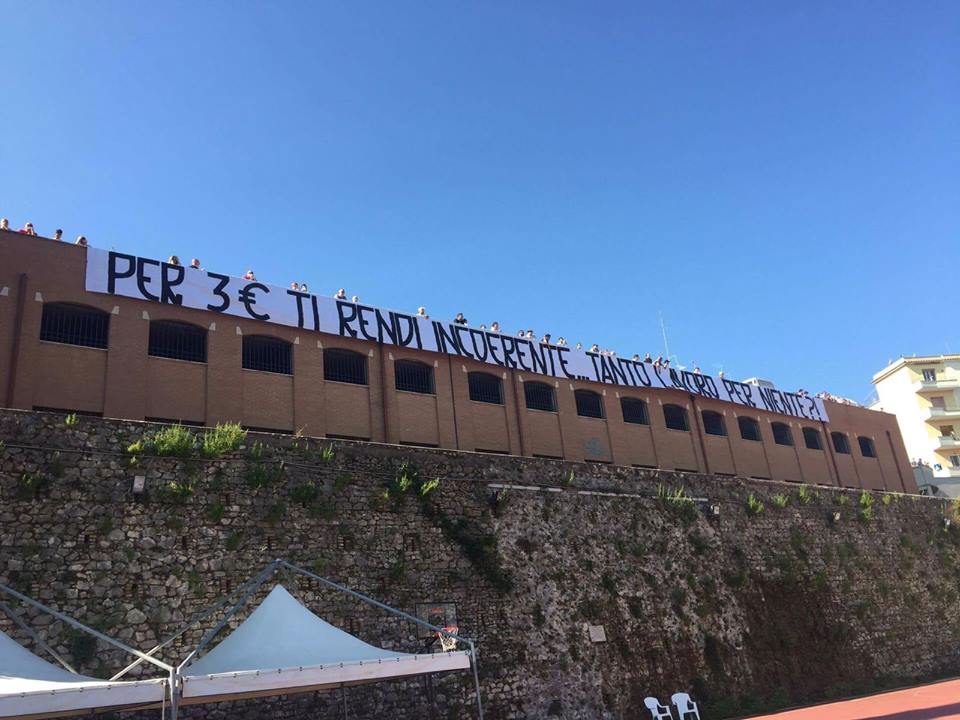 PER 3€ TI RENDI INCOERENTE... TANTO LAVORO PER NIENTE?!